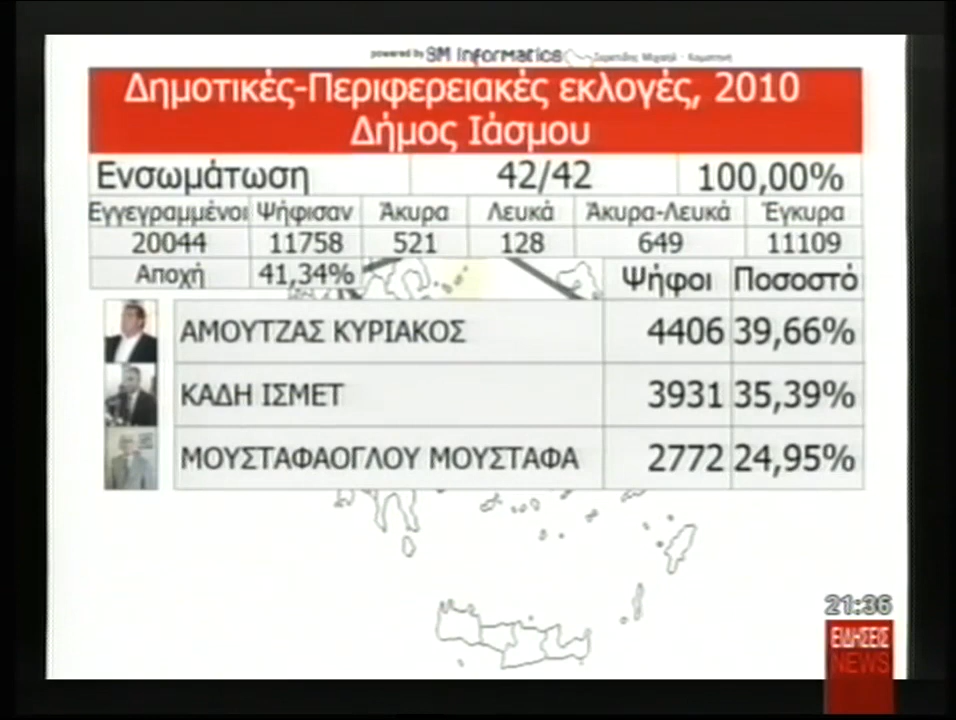 powered by SM Informatics
Δημοτικές-Περιφερειακές εκλογές, 2010
Δήμος Ιάσμου
Ενσωμάτωση 42/42 100,00%
Εγγεγραμμένοι Ψήφισαν Άκυρα Λευκά Άκυρα-Λευκά Έγκυρα
20044 11758 521 128 649 11109
Αποχή 41,34%
Ψήφοι Ποσοστό
ΑΜΟΥΤΖΑΣ ΚΥΡΙΑΚΟΣ 4406 39,66%
ΚΑΔΗ ΙΣΜΕΤ 3931 35,39%
ΜΟΥΣΤΑΦΑΟΓΛΟΥ ΜΟΥΣΤΑΦΑ 2772 24,95%
21:36
ΕΙΔΗΣΕΙΣ
NEWS